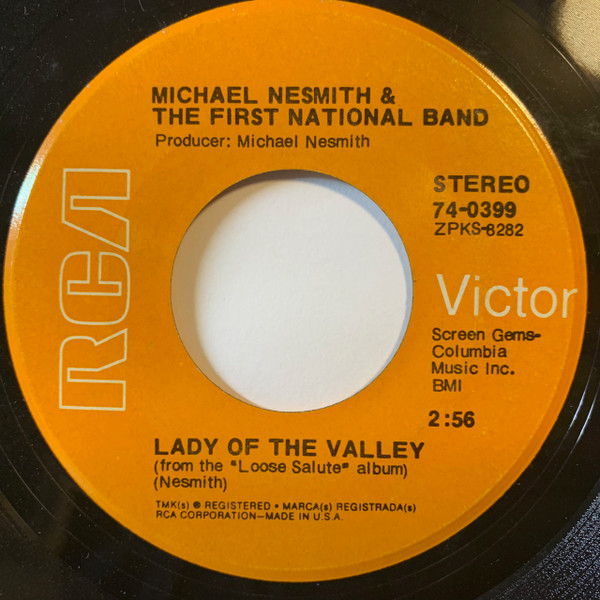 MICHAEL NESMITH &
THE FIRST NATIONAL BAND
Producer: Michael Nesmith
RCA
STEREO
74-0399
ZPKS-8282
Victor
Screen Gems-
Columbia
Music Inc.
BMI
2:56
LADY OF THE VALLEY
(from the "Loose Salute" album)
(Nesmith)
TMK(s) ® REGISTERED • MARCA(s) REGISTRADA(s)
RCA CORPORATION—MADE IN U.S.A.